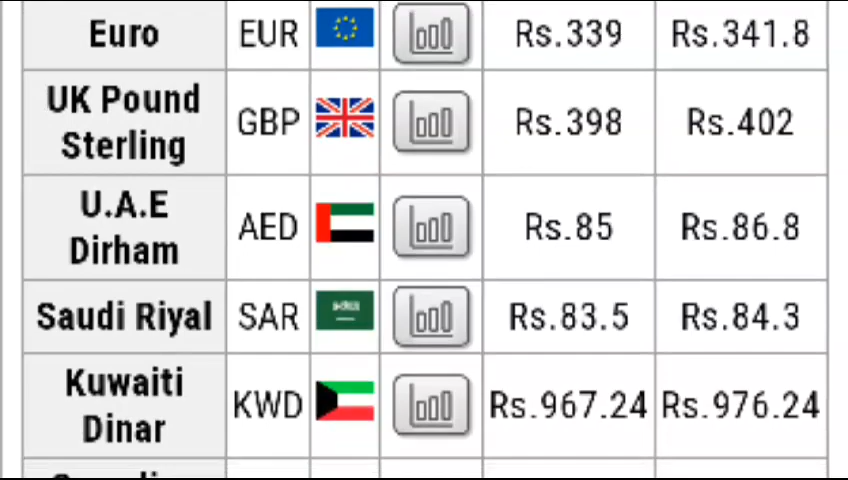 Euro EUR Rs.339 Rs.341.8
UK Pound
Sterling GBP Rs.398 Rs.402
U.A.E
Dirham AED Rs.85 Rs.86.8
Saudi Riyal SAR Rs.83.5 Rs.84.3
Kuwaiti
Dinar KWD Rs.967.24 Rs.976.24